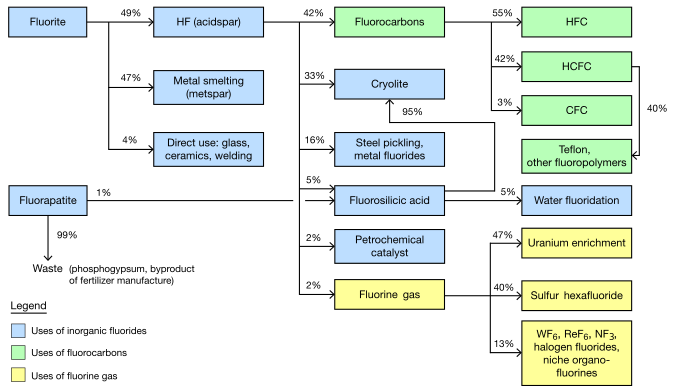 Fluorite
49%
HF (acidspar)
42%
Fluorocarbons
55%
HFC
47%
Metal smelting
(metspar)
33%
Cryolite
42%
HCFC
95%
3%
CFC
40%
4%
Direct use: glass,
ceramics, welding
16%
Steel pickling,
metal fluorides
Teflon,
other fluoropolymers
Fluorapatite
1%
5%
Fluorosilicic acid
5%
Water fluoridation
99%
2%
Petrochemical
catalyst
47%
Uranium enrichment
Waste (phosphogypsum, byproduct
of fertilizer manufacture)
2%
Fluorine gas
40%
Sulfur hexafluoride
13%
WF6, ReF6, NF3,
halogen fluorides,
niche organo-
fluorines
Legend
Uses of inorganic fluorides
Uses of fluorocarbons
Uses of fluorine gas